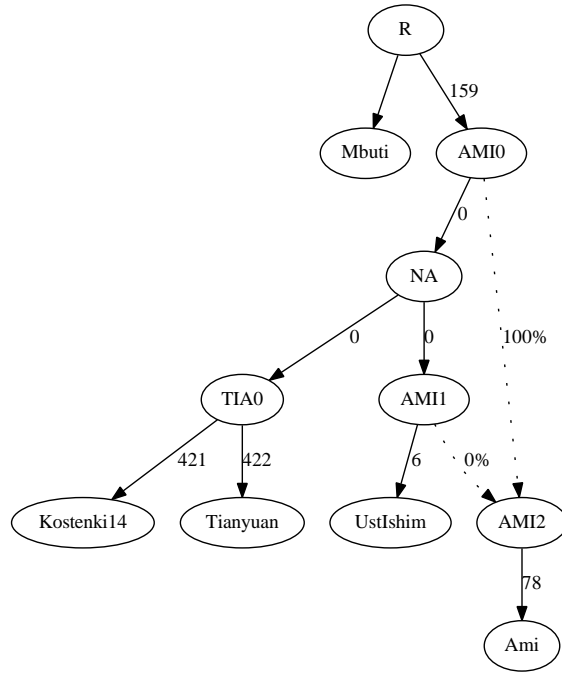 R
159
Mbuti
AMI0
0
NA
100%
0
0
TIA0
AMI1
421
422
6
0%
Kostenki14
Tianyuan
UstIshim
AMI2
78
Ami